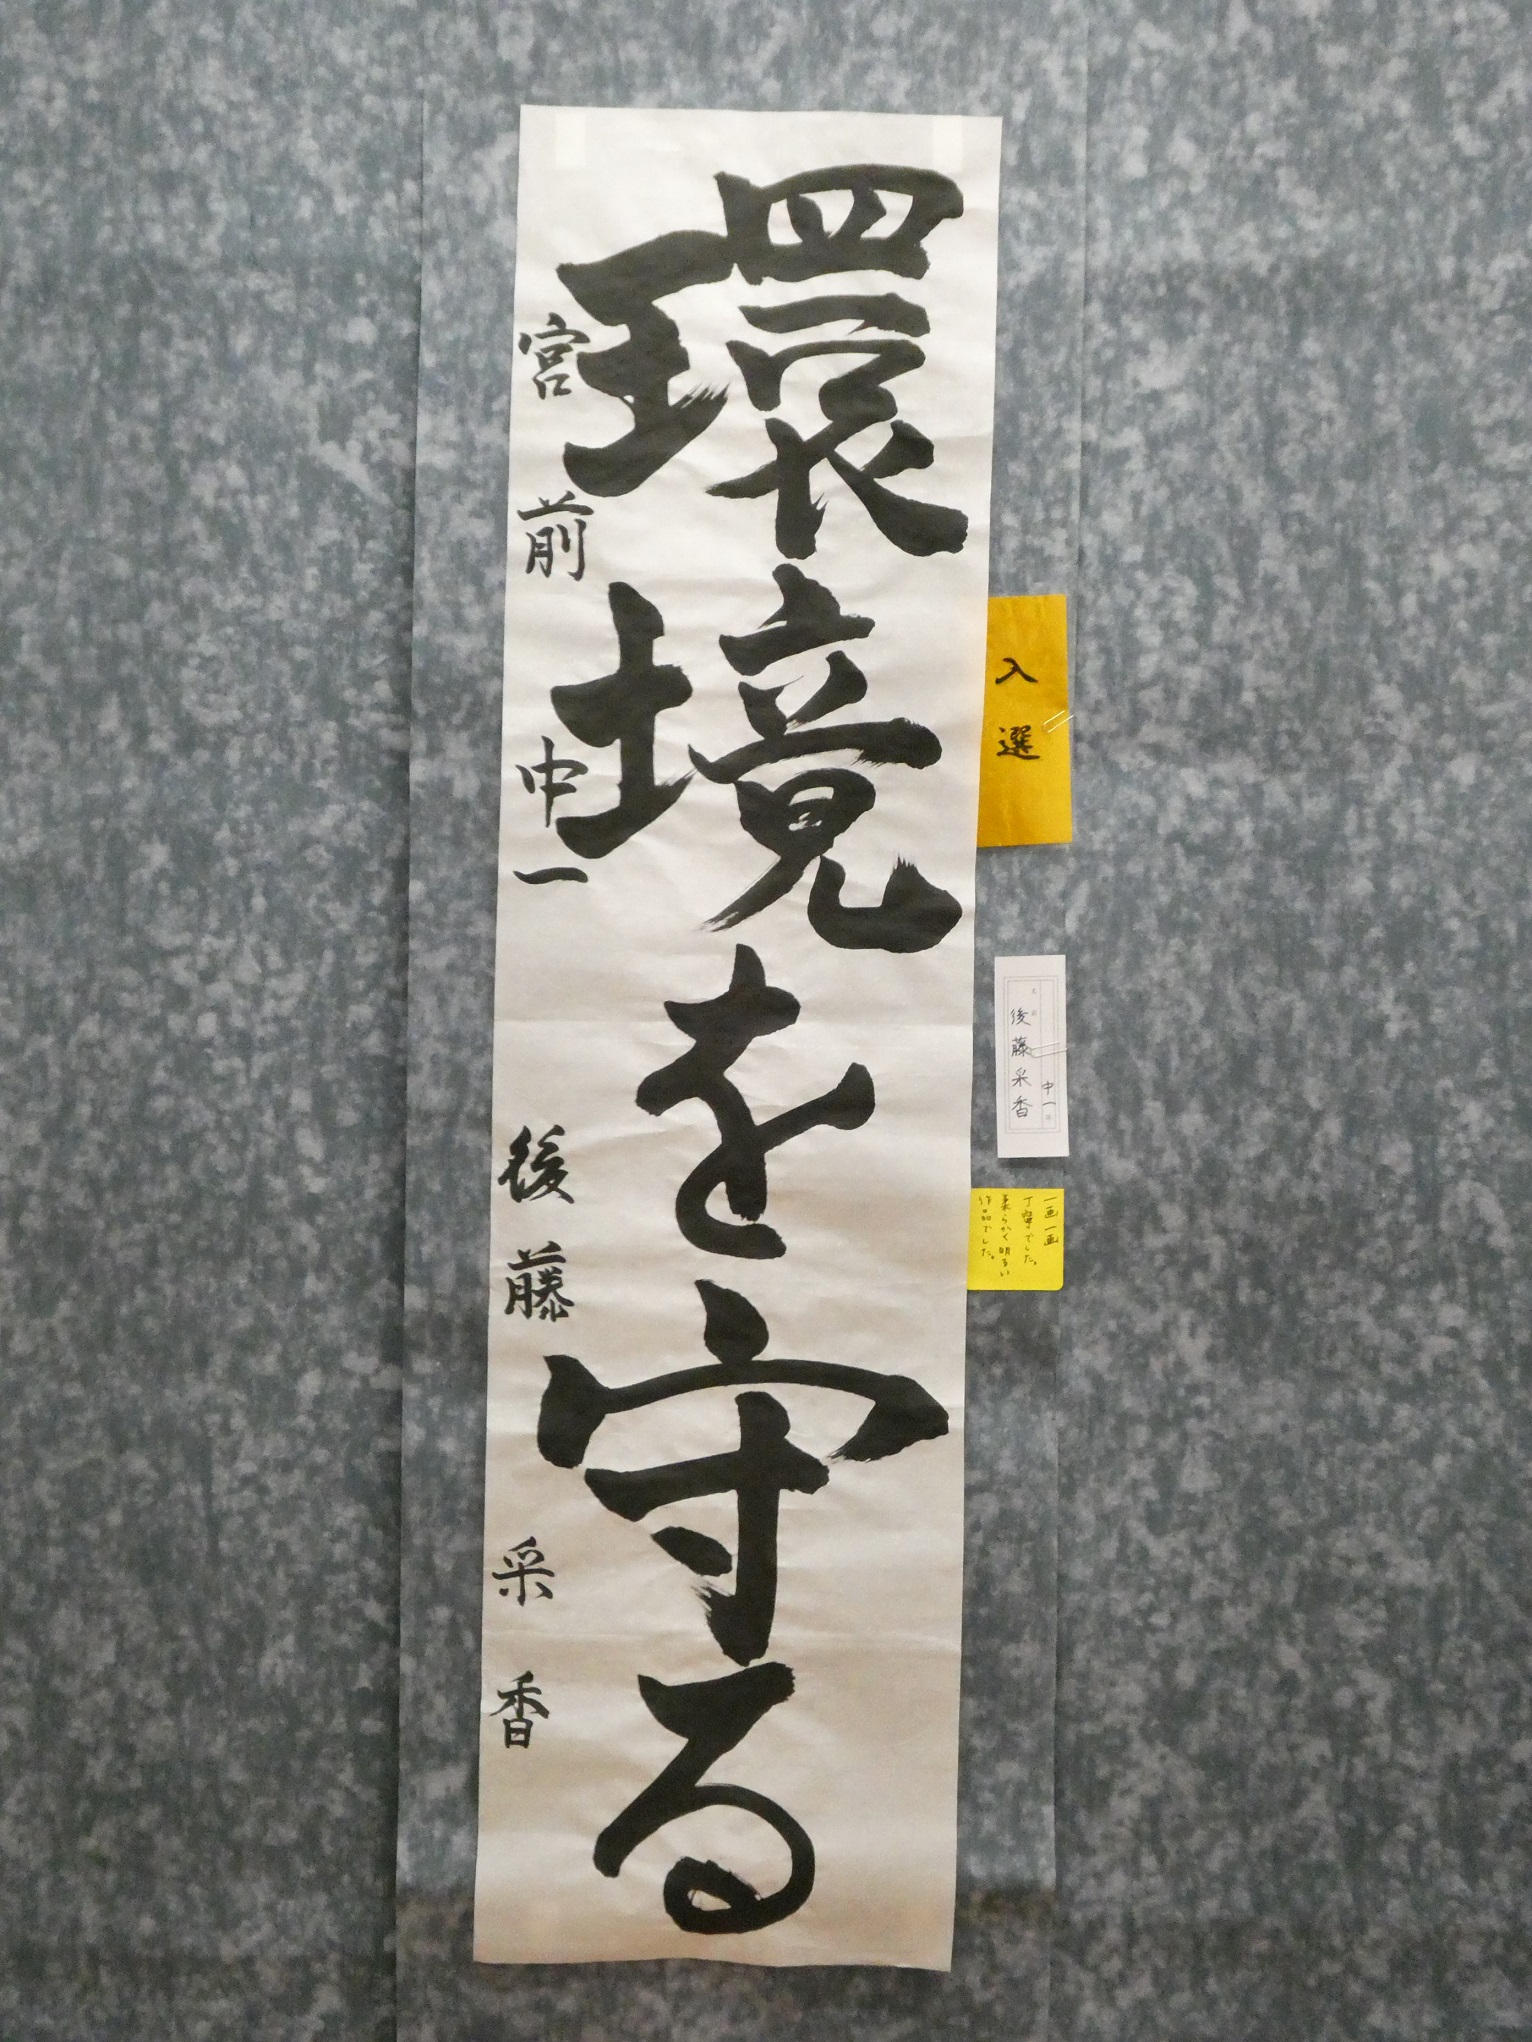 環境を守る
宮前中一 後藤采香
入選
中一
後藤采香
一画一画
丁寧でした。
柔らかく明るい
作品でした。